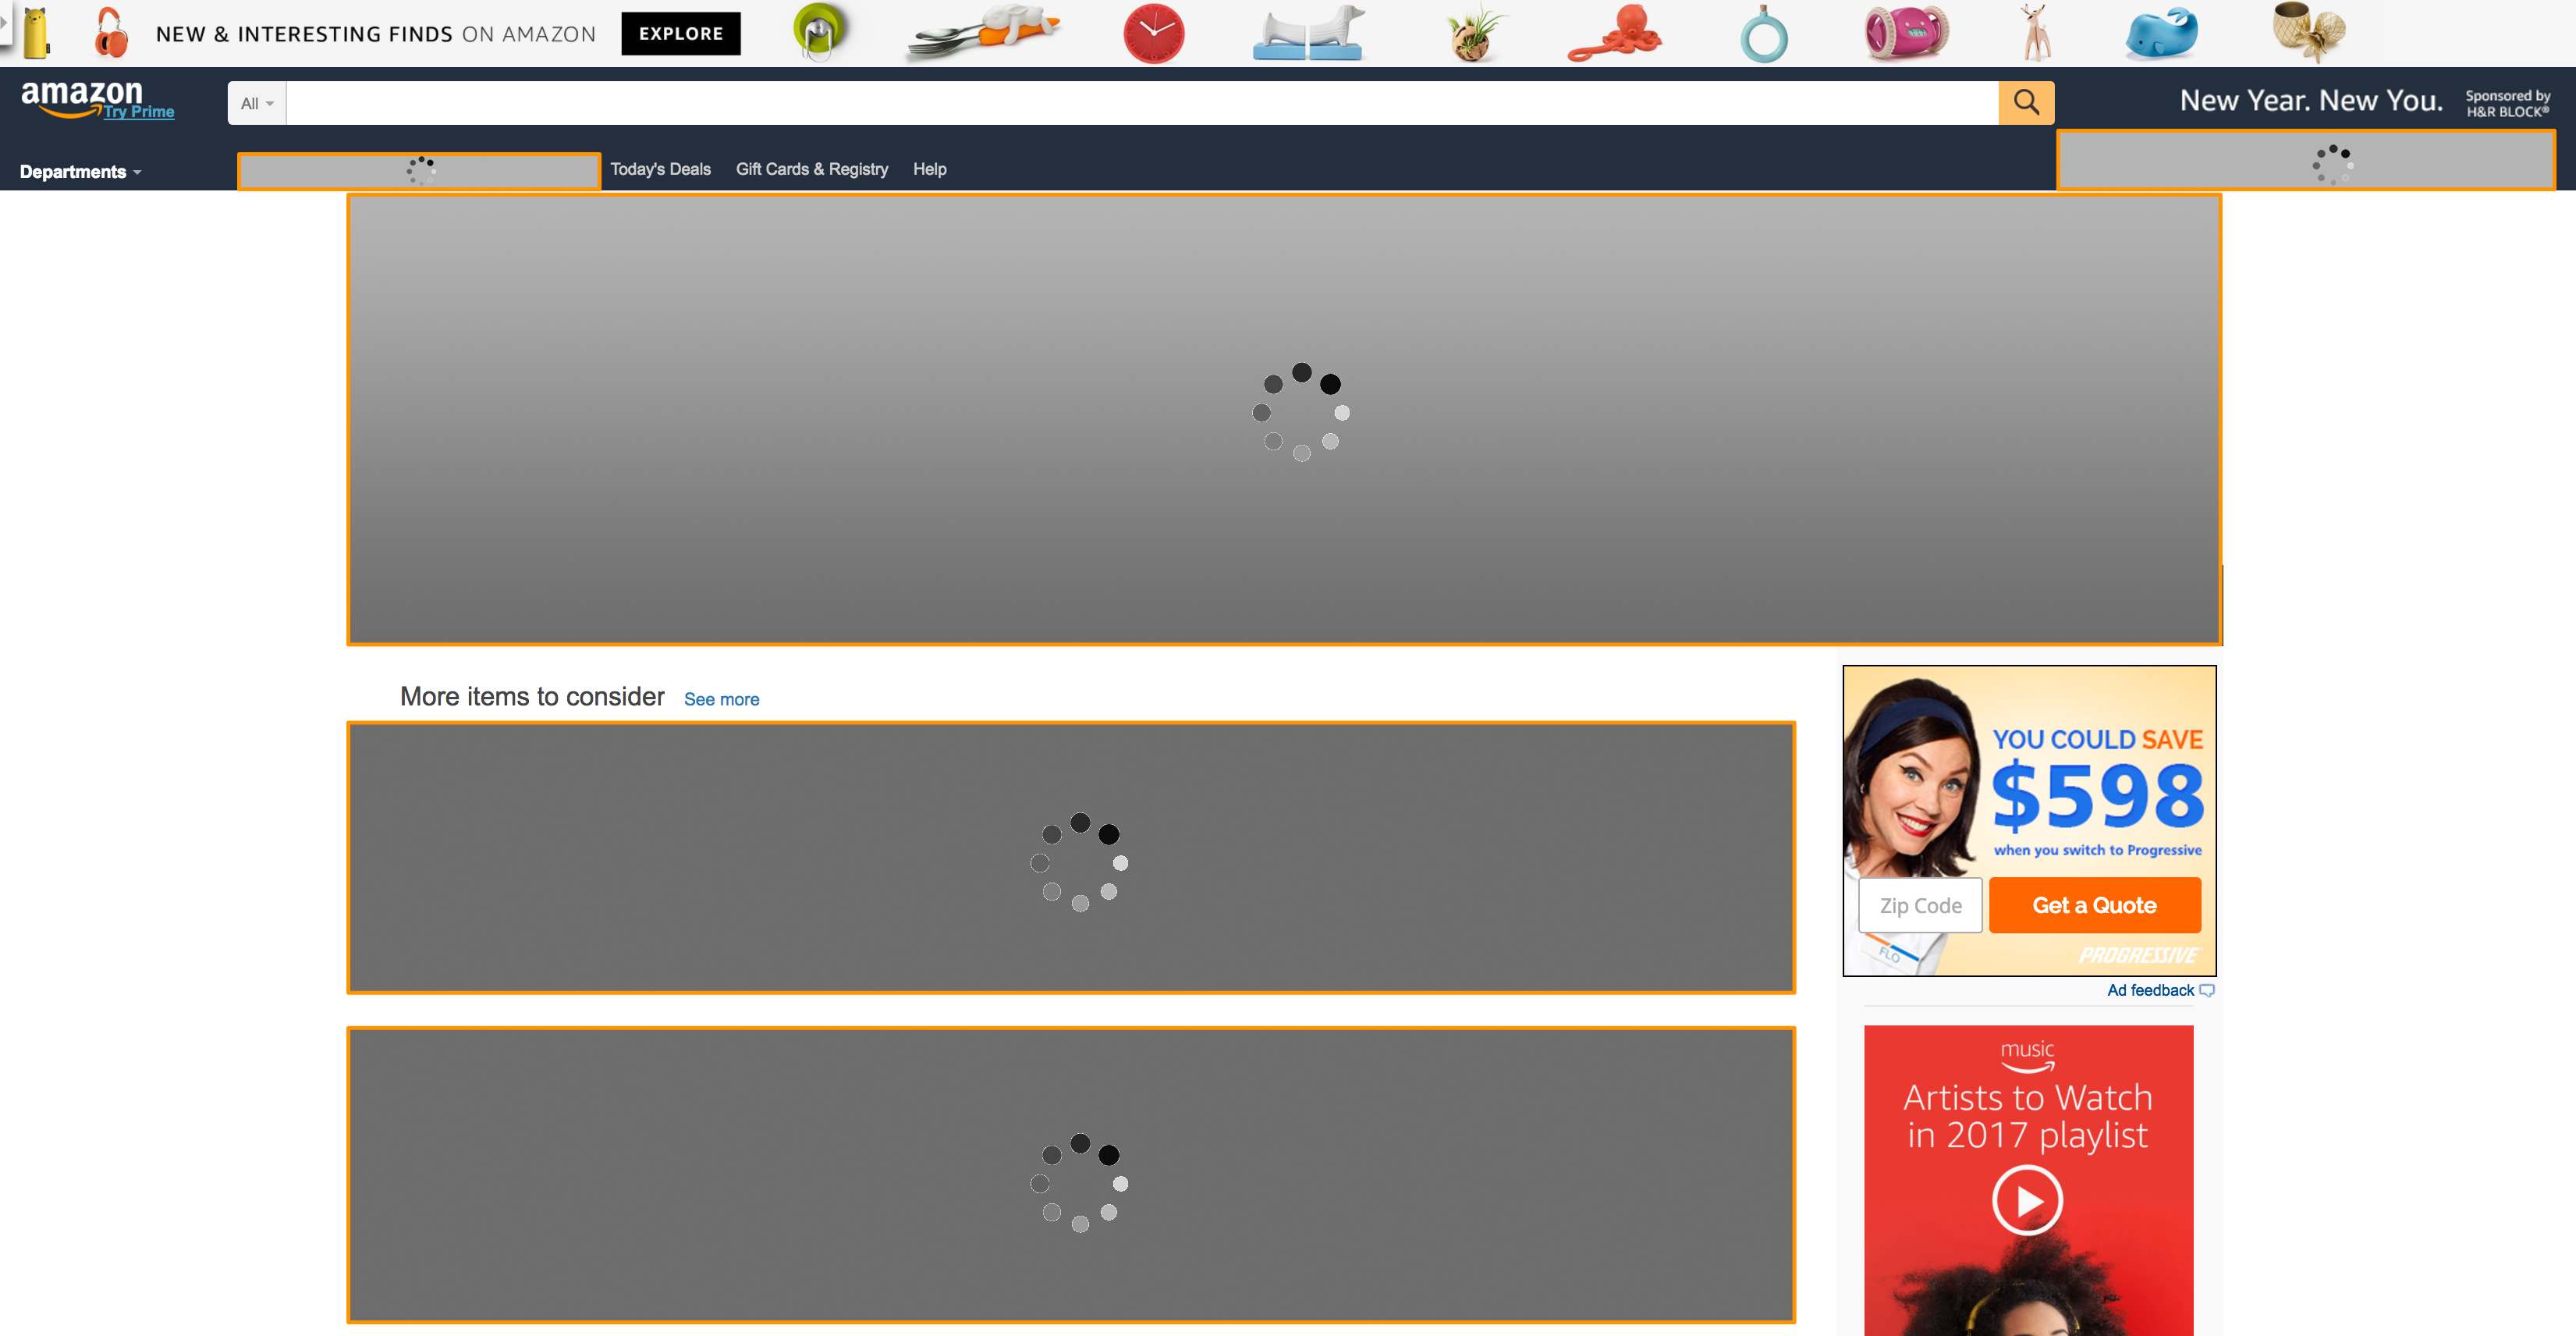 NEW & INTERESTING FINDS ON AMAZON EXPLORE
amazon
Try Prime
All
New Year. New You.
Sponsored by
H&R BLOCK®
Departments
Today's Deals Gift Cards & Registry Help
More items to consider See more
YOU COULD SAVE
$598
when you switch to Progressive
Zip Code Get a Quote
FLO
PROGRESSIVE
Ad feedback
music
Artists to Watch
in 2017 playlist